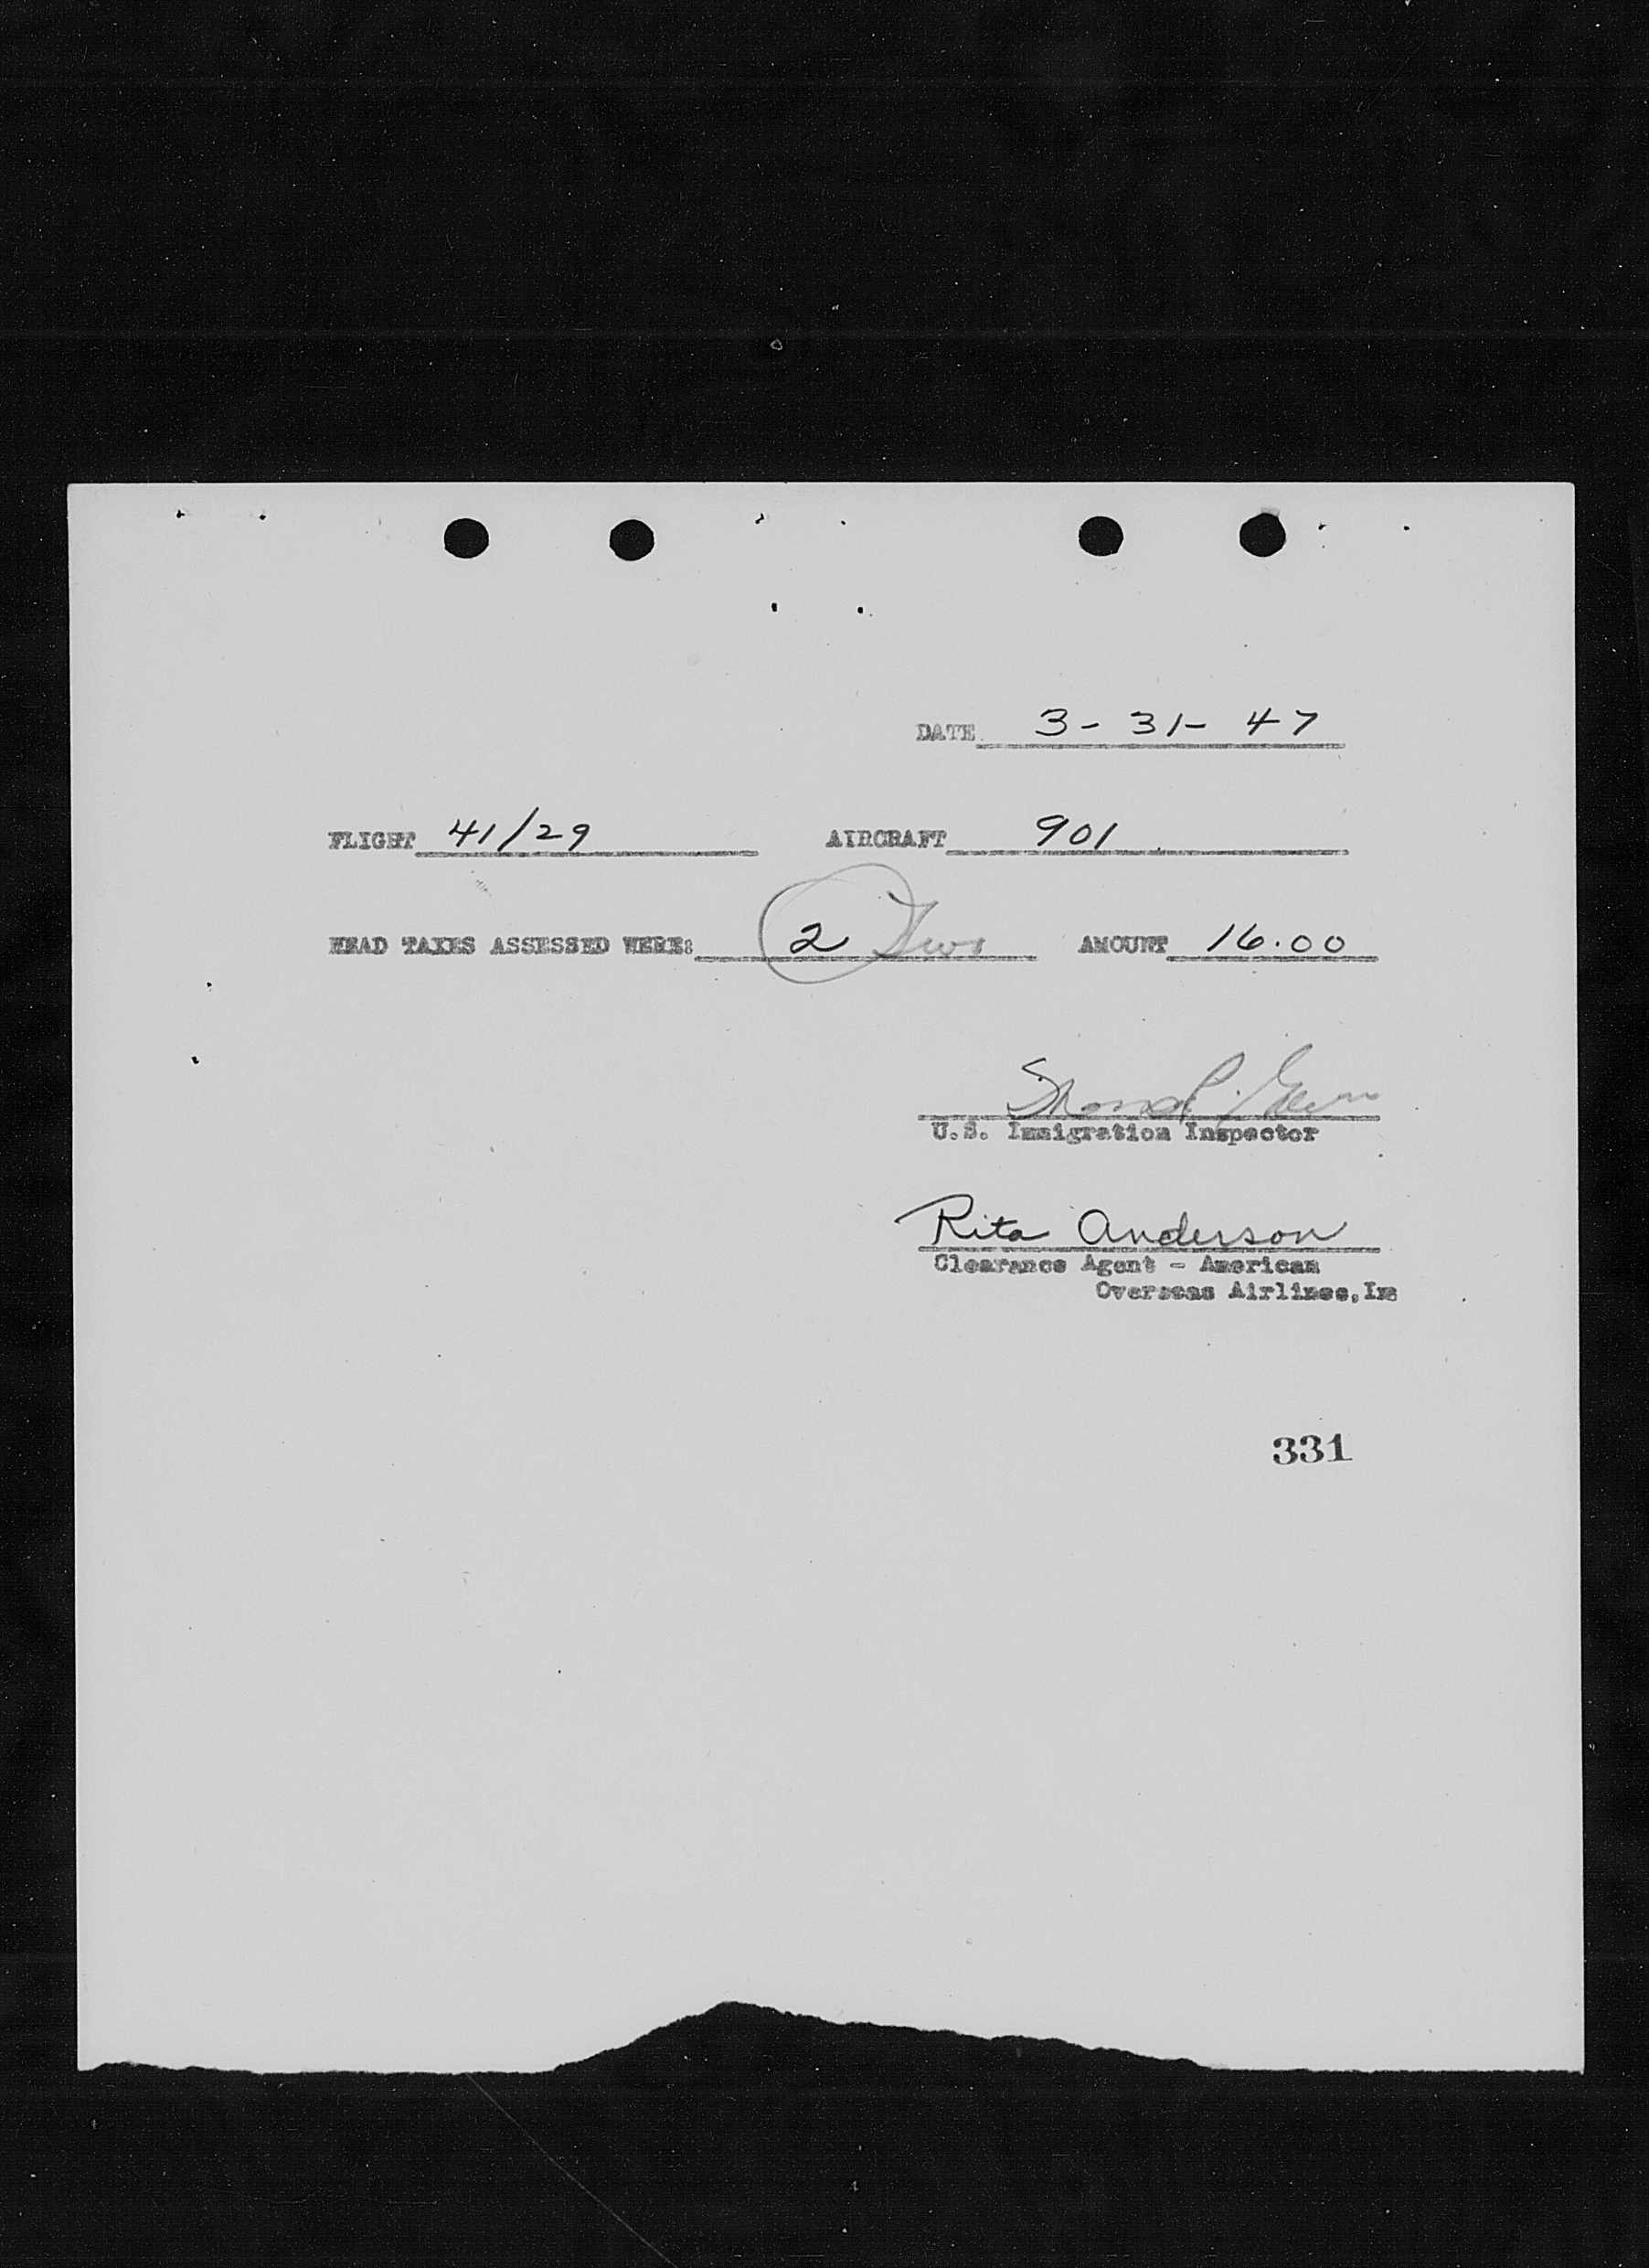 DATE 3-31-47
FLIGHT 41/29 AIRCRAFT 901
HEAD TAXES ASSESSED WERE: 2 Two AMOUNT 16.00
U.S. Immigration Inspector
Rita Anderson
Clearance Agent - American
Overseas Airlines, Inc
331